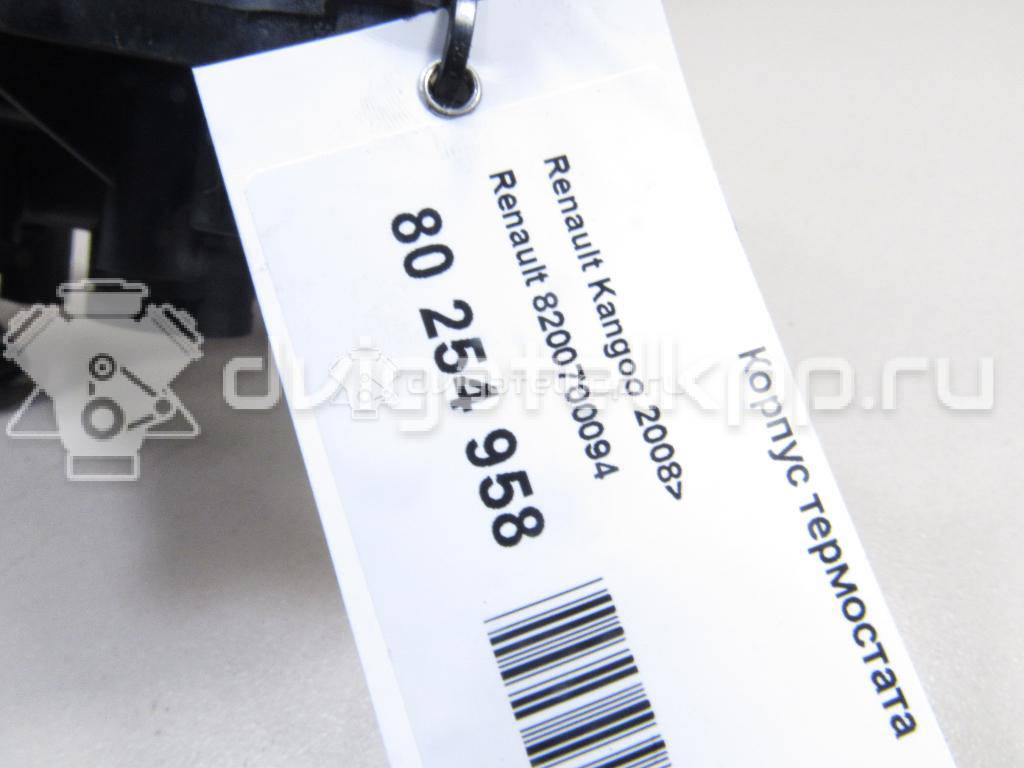 Корпус термостата
Renault Kangoo 2008>
Renault 8200700094
80 254 958
dvigatelkpp.ru